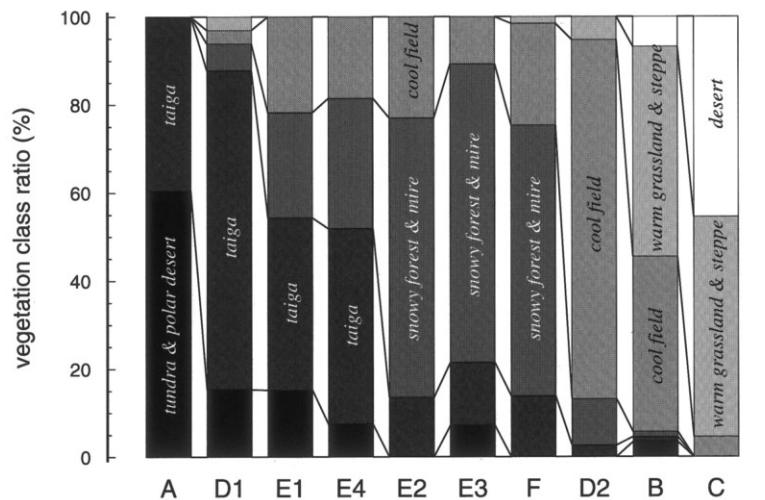 vegetation class ratio (%)
100
80
60
40
20
0
taiga
tundra & polar desert
taiga
taiga
taiga
cool field
snowy forest & mire
snowy forest & mire
snowy forest & mire
cool field
warm grassland & steppe
cool field
desert
warm grassland & steppe
A D1 E1 E4 E2 E3 F D2 B C